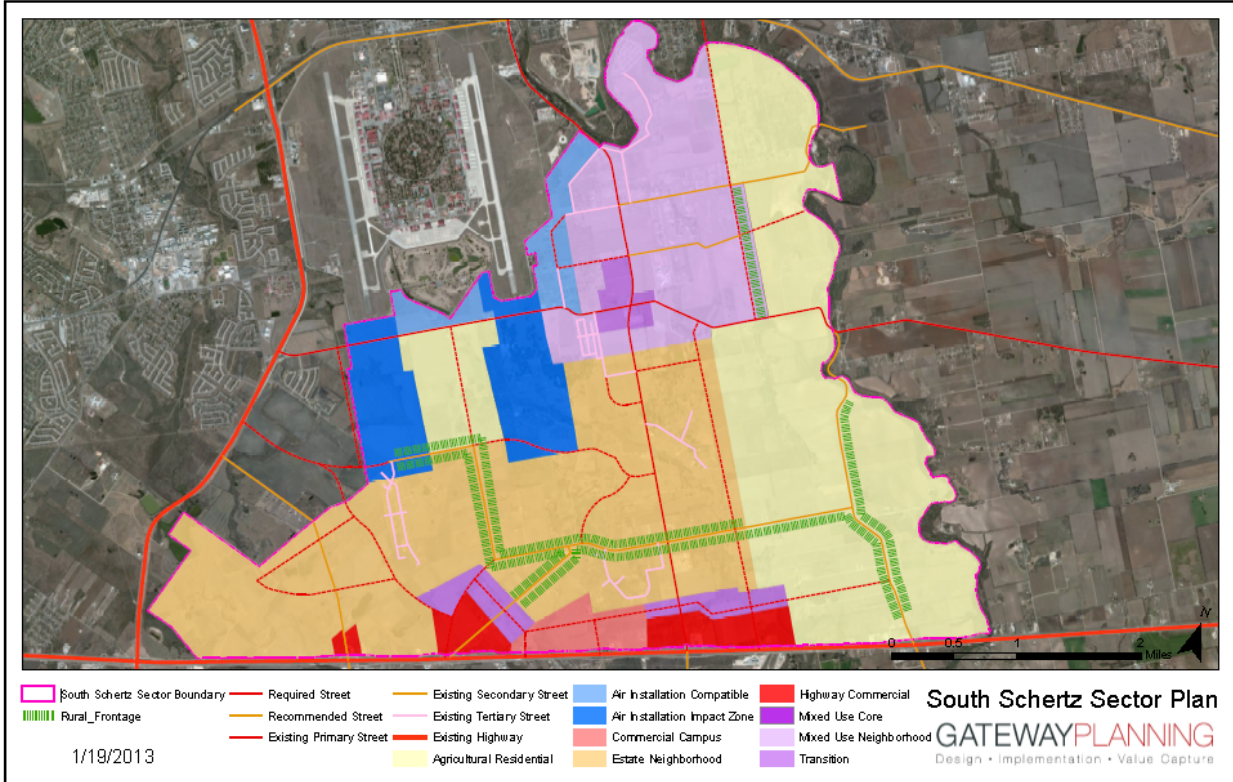 N
0 0.5 1 2
Miles
South Schertz Sector Boundary
Rural_Frontage
1/19/2013
Required Street
Recommended Street
Existing Primary Street
Existing Secondary Street
Existing Tertiary Street
Existing Highway
Agricultural Residential
Air Installation Compatible
Air Installation Impact Zone
Commercial Campus
Estate Neighborhood
Highway Commercial
Mixed Use Core
Mixed Use Neighborhood
Transition
South Schertz Sector Plan
GATEWAYPLANNING
Design • Implementation • Value Capture